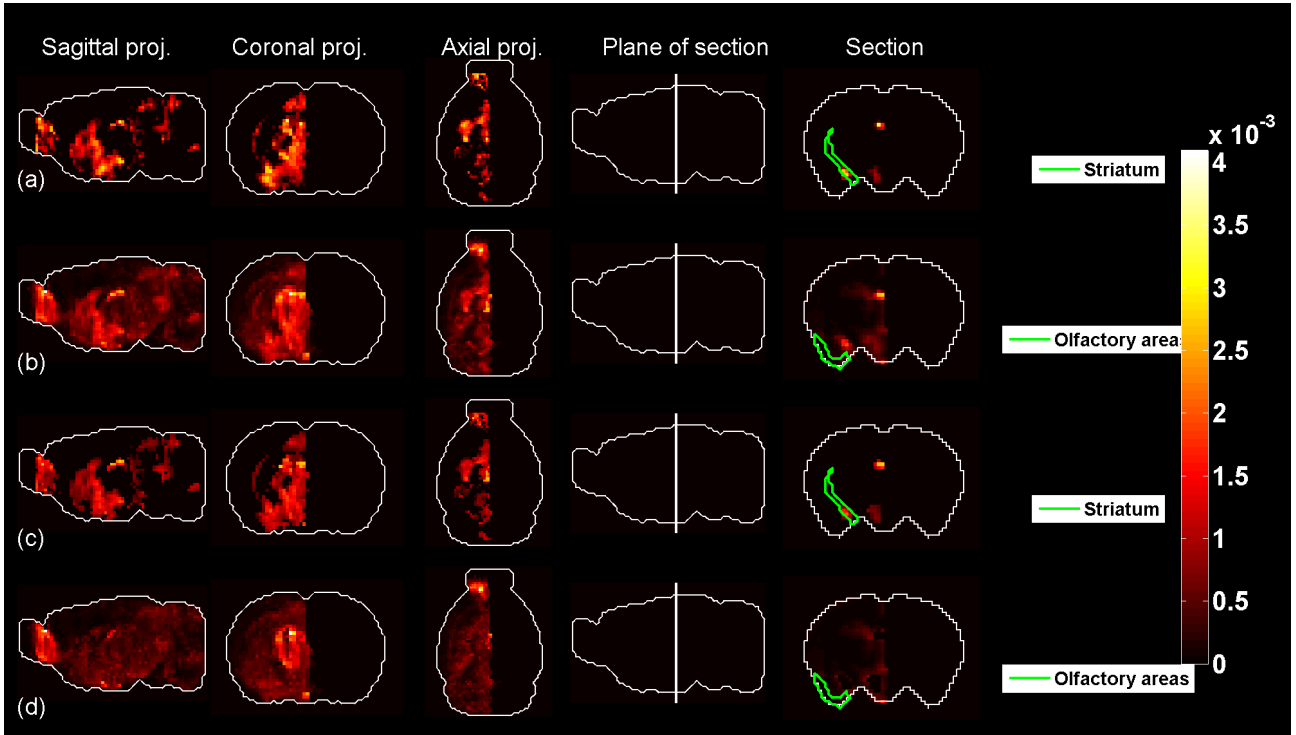 Sagittal proj. Coronal proj. Axial proj. Plane of section Section
x 10⁻³
4
(a) Striatum
3.5
3
(b) Olfactory areas
2.5
2
1.5
(c) Striatum
1
0.5
0
(d) Olfactory areas